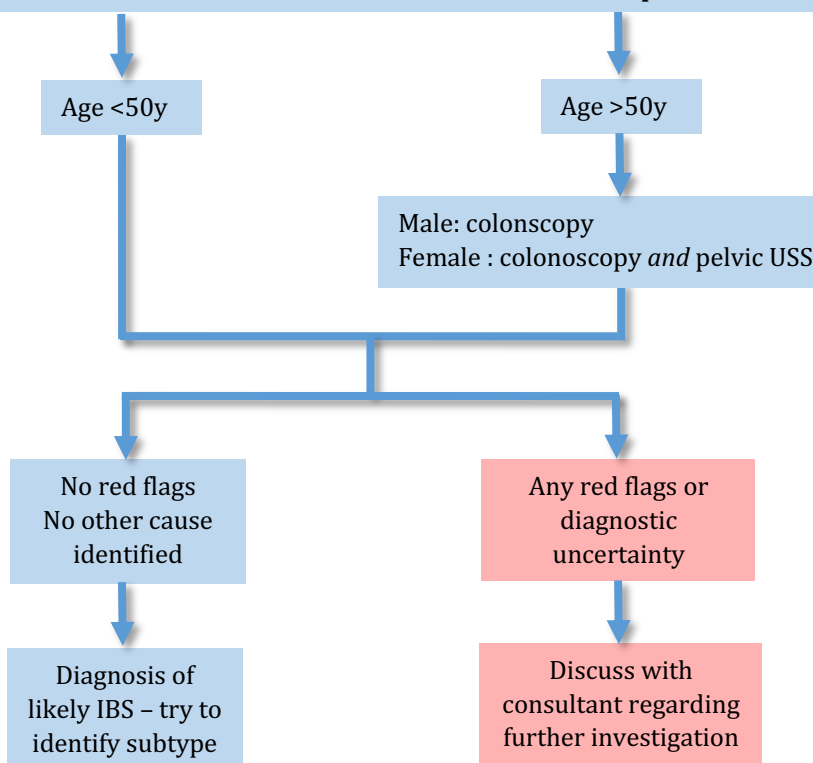 Age <50y
Age >50y
Male: colonscopy
Female : colonoscopy and pelvic USS
No red flags
No other cause
identified
Any red flags or
diagnostic
uncertainty
Diagnosis of
likely IBS – try to
identify subtype
Discuss with
consultant regarding
further investigation